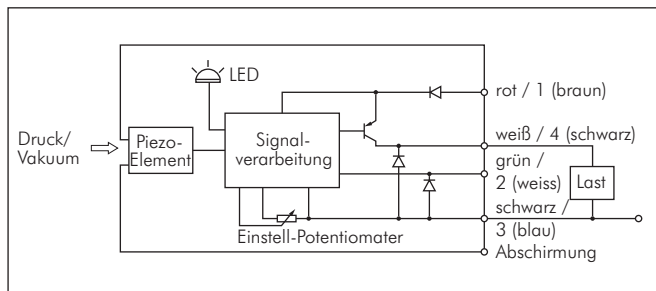 LED
rot / 1 (braun)
weiß / 4 (schwarz)
grün /
2 (weiss)
schwarz /
3 (blau)
Abschirmung
Druck/
Vakuum
Piezo-
Element
Signal-
verarbeitung
Last
Einstell-Potentiomater